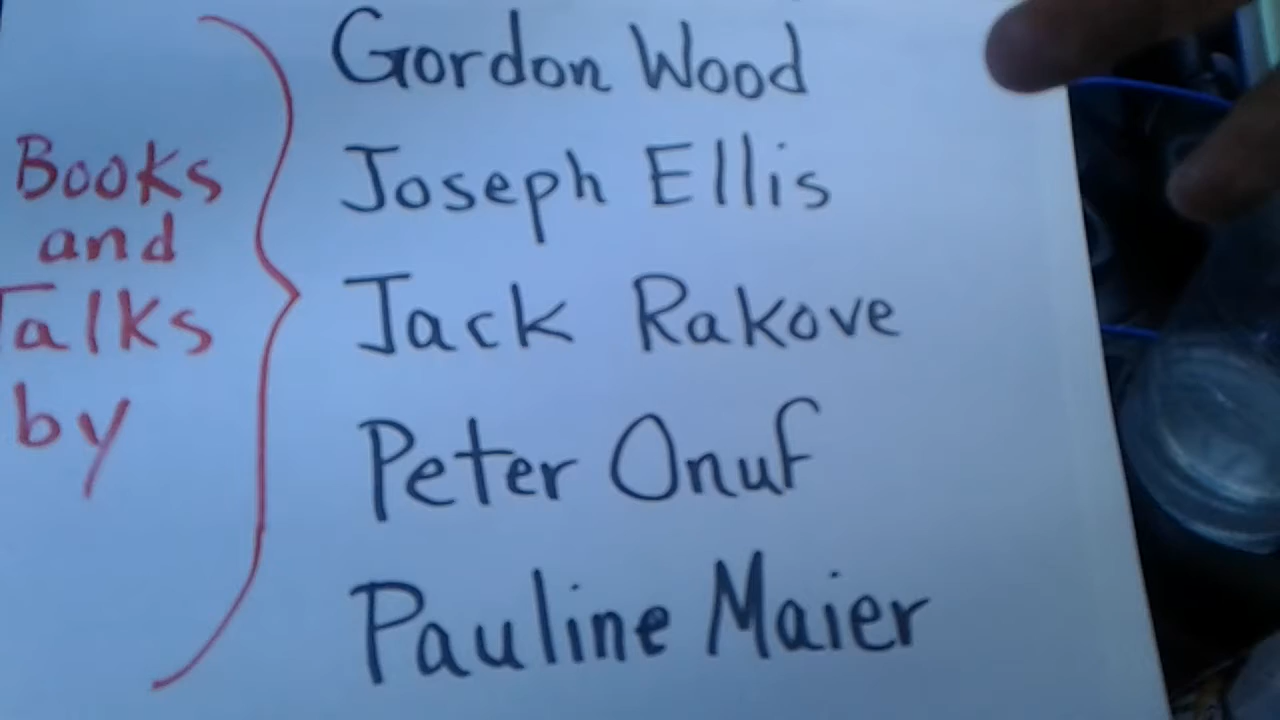 Books
and
Talks
by
Gordon Wood
Joseph Ellis
Jack Rakove
Peter Onuf
Pauline Maier